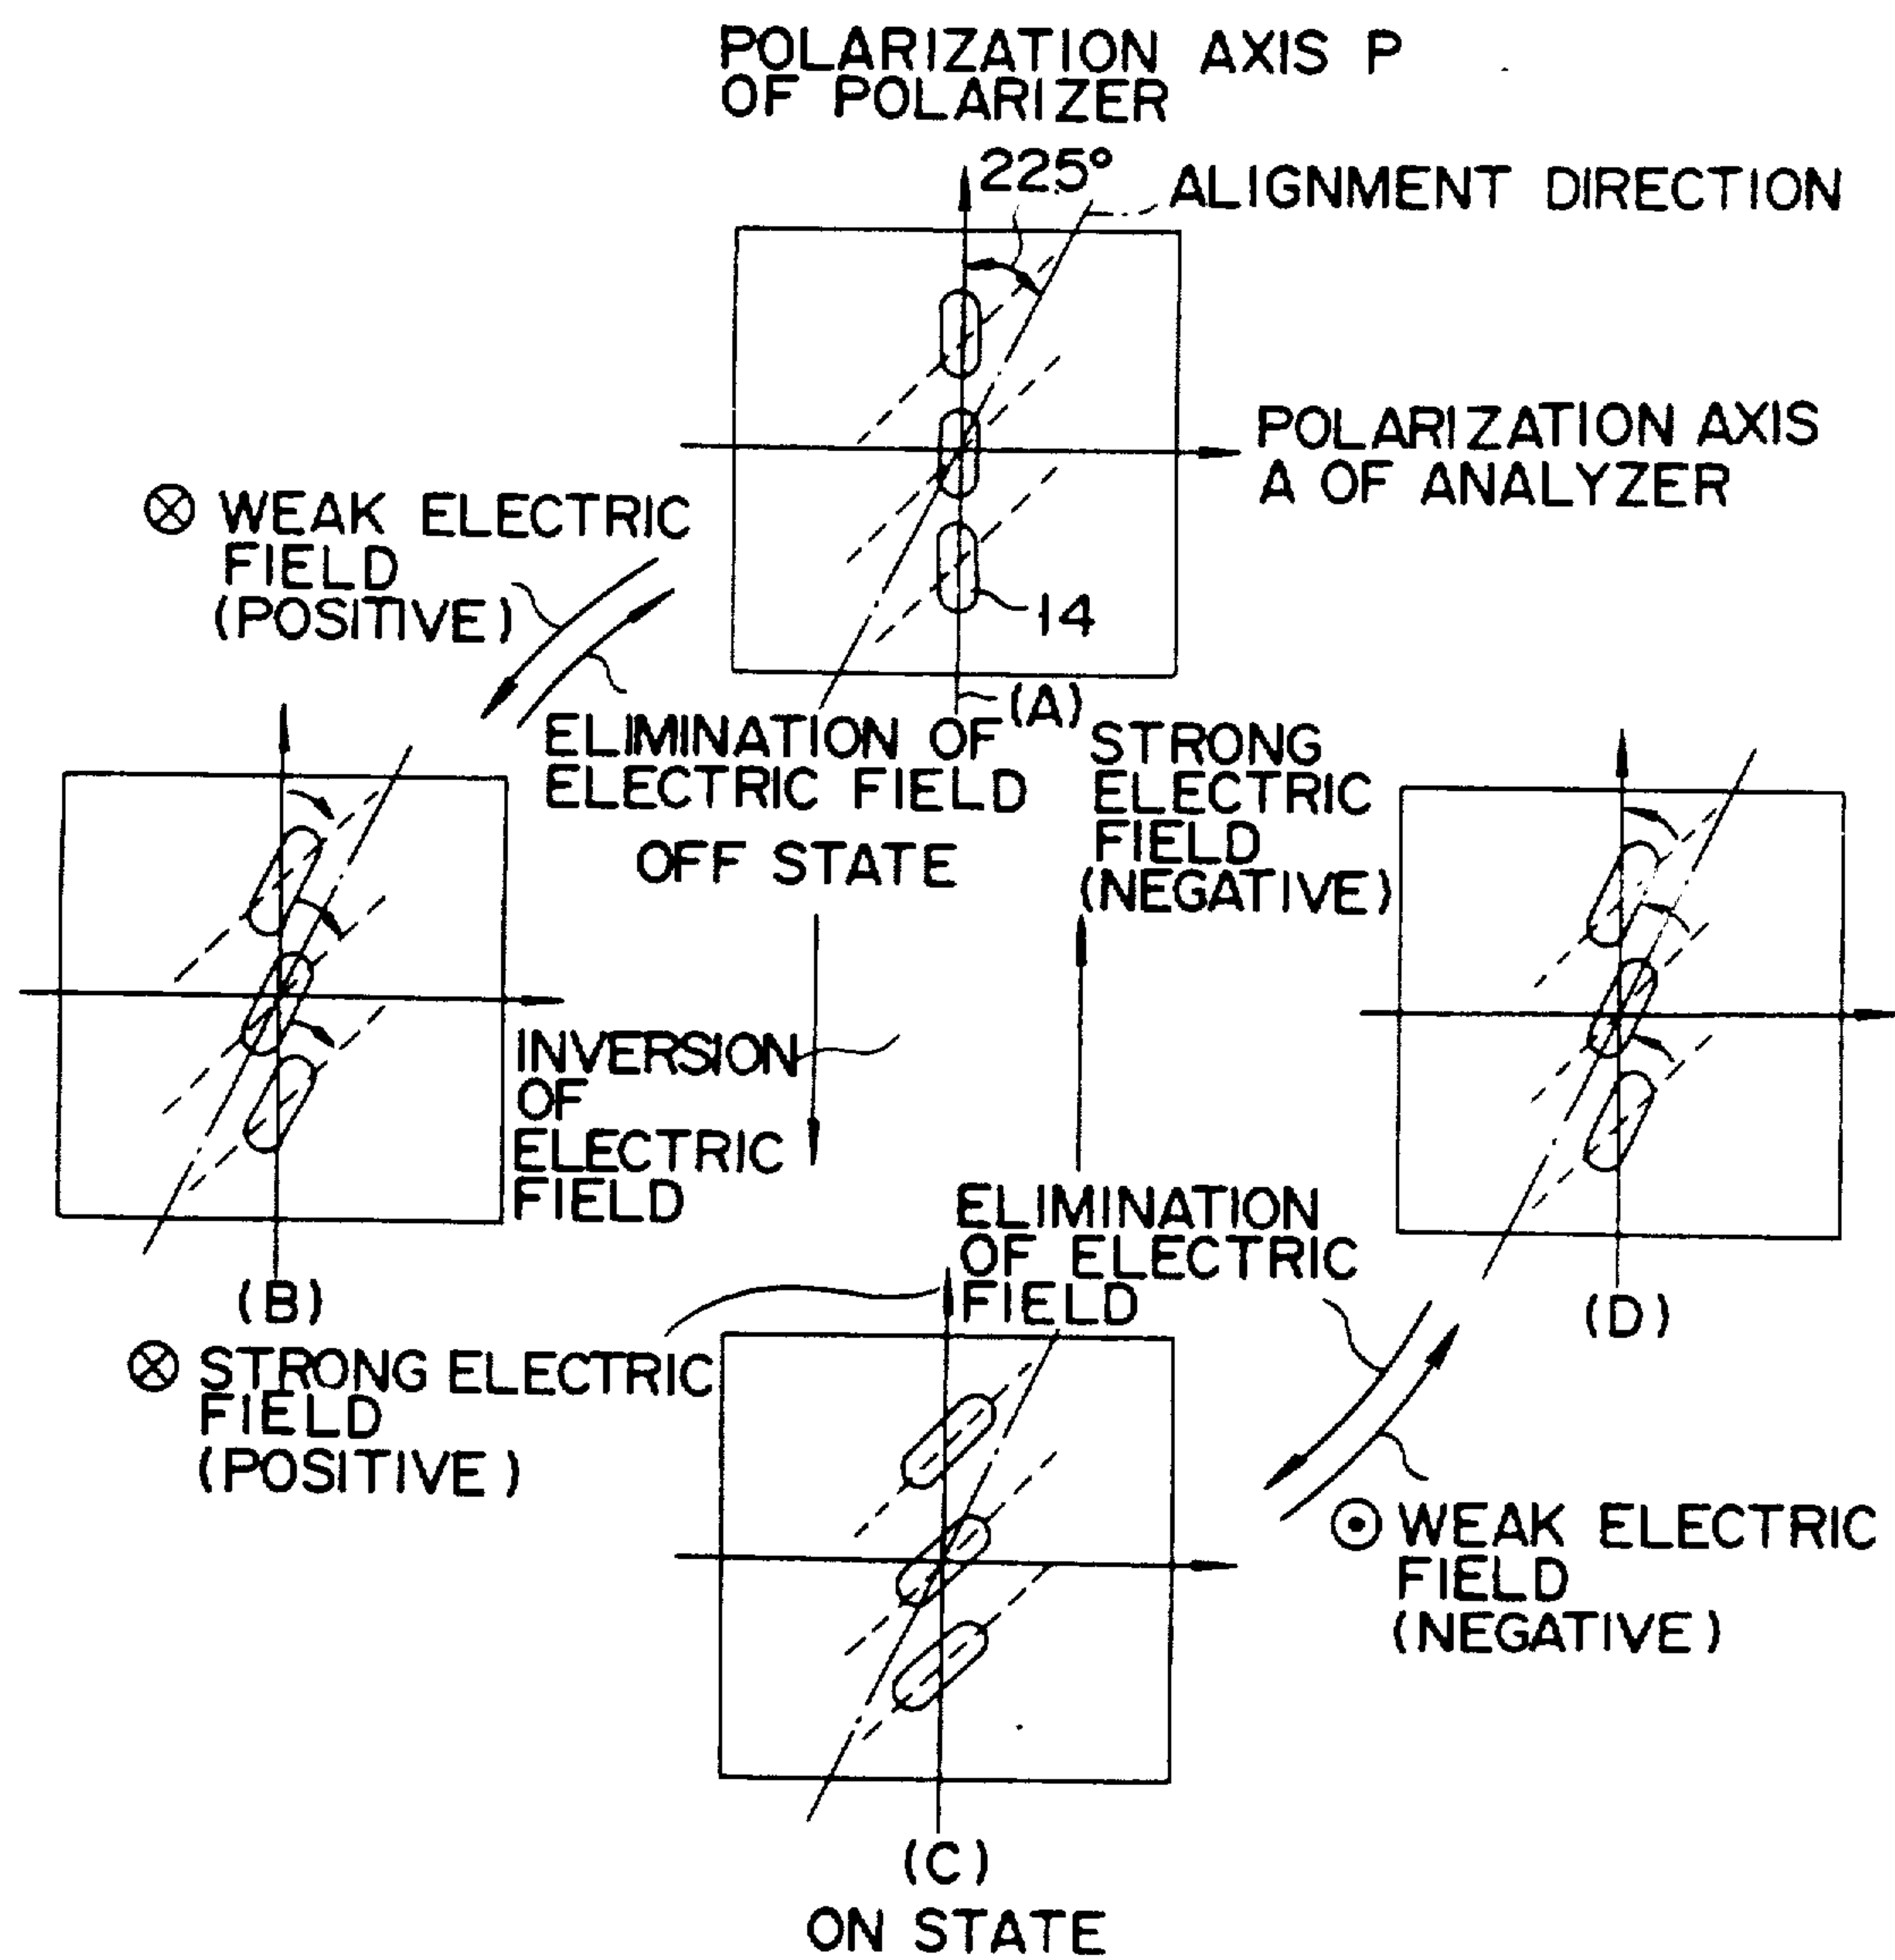 POLARIZATION AXIS P
OF POLARIZER
225°
ALIGNMENT DIRECTION
POLARIZATION AXIS
A OF ANALYZER
WEAK ELECTRIC
FIELD
(POSITIVE)
14
(A)
ELIMINATION OF
ELECTRIC FIELD
OFF STATE
STRONG
ELECTRIC
FIELD
(NEGATIVE)
INVERSION
OF
ELECTRIC
FIELD
(B)
ELIMINATION
OF ELECTRIC
FIELD
(D)
STRONG ELECTRIC
FIELD
(POSITIVE)
WEAK ELECTRIC
FIELD
(NEGATIVE)
(C)
ON STATE